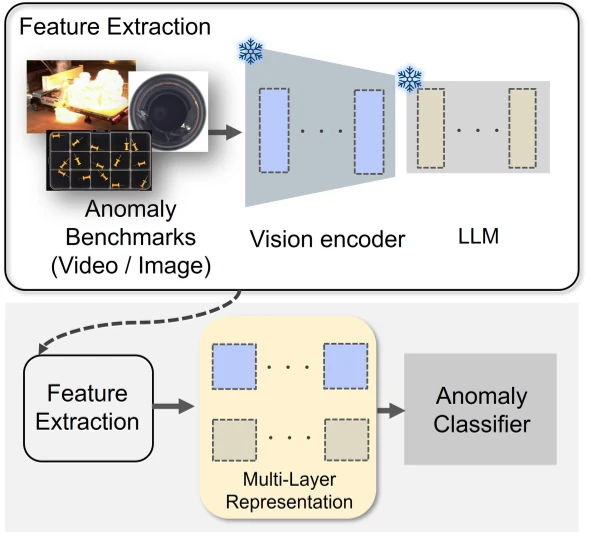 Feature Extraction
Anomaly
Benchmarks
(Video / Image)
Vision encoder
LLM
Feature
Extraction
Multi-Layer
Representation
Anomaly
Classifier